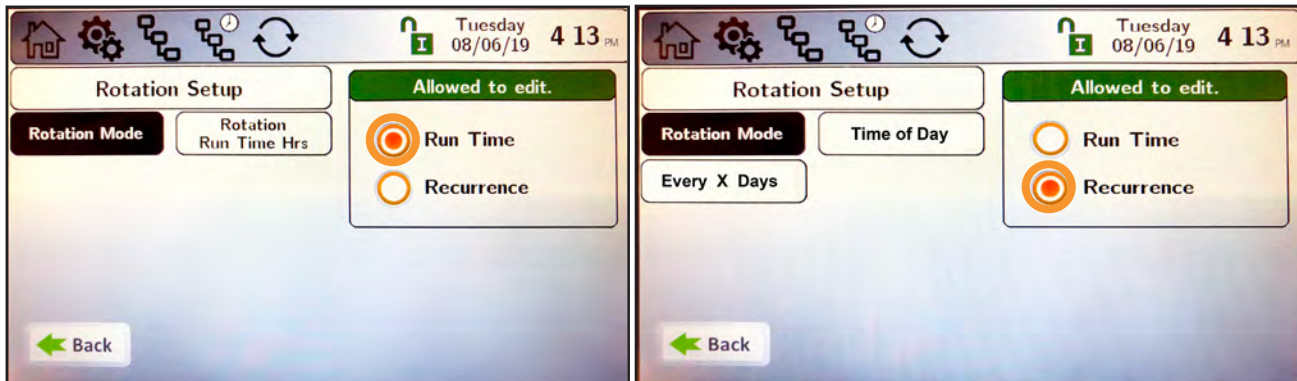 I
Tuesday
08/06/19
4 13 PM
Rotation Setup
Allowed to edit.
Rotation Mode
Rotation
Run Time Hrs
Run Time
Recurrence
Back
I
Tuesday
08/06/19
4 13 PM
Rotation Setup
Allowed to edit.
Rotation Mode
Time of Day
Every X Days
Run Time
Recurrence
Back